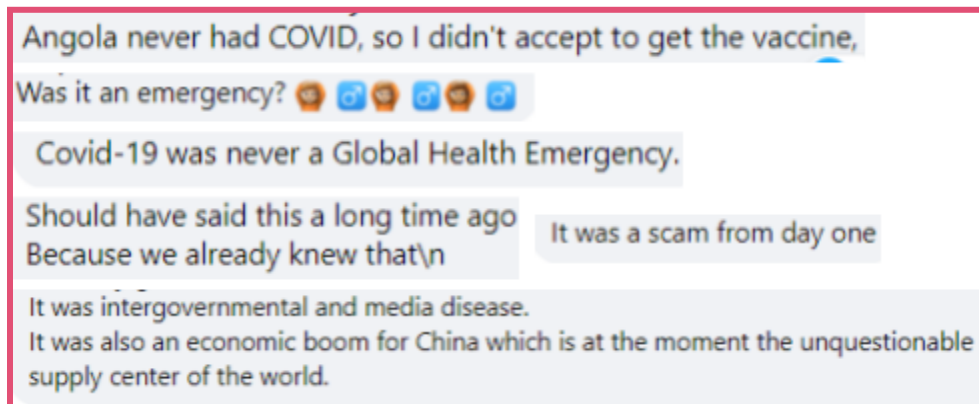 Angola never had COVID, so I didn't accept to get the vaccine,
Was it an emergency? 🤦🏾♂️🤦🏾♂️🤦🏾♂️
Covid-19 was never a Global Health Emergency.
Should have said this a long time ago
Because we already knew that\n
It was a scam from day one
It was intergovernmental and media disease.
It was also an economic boom for China which is at the moment the unquestionable
supply center of the world.